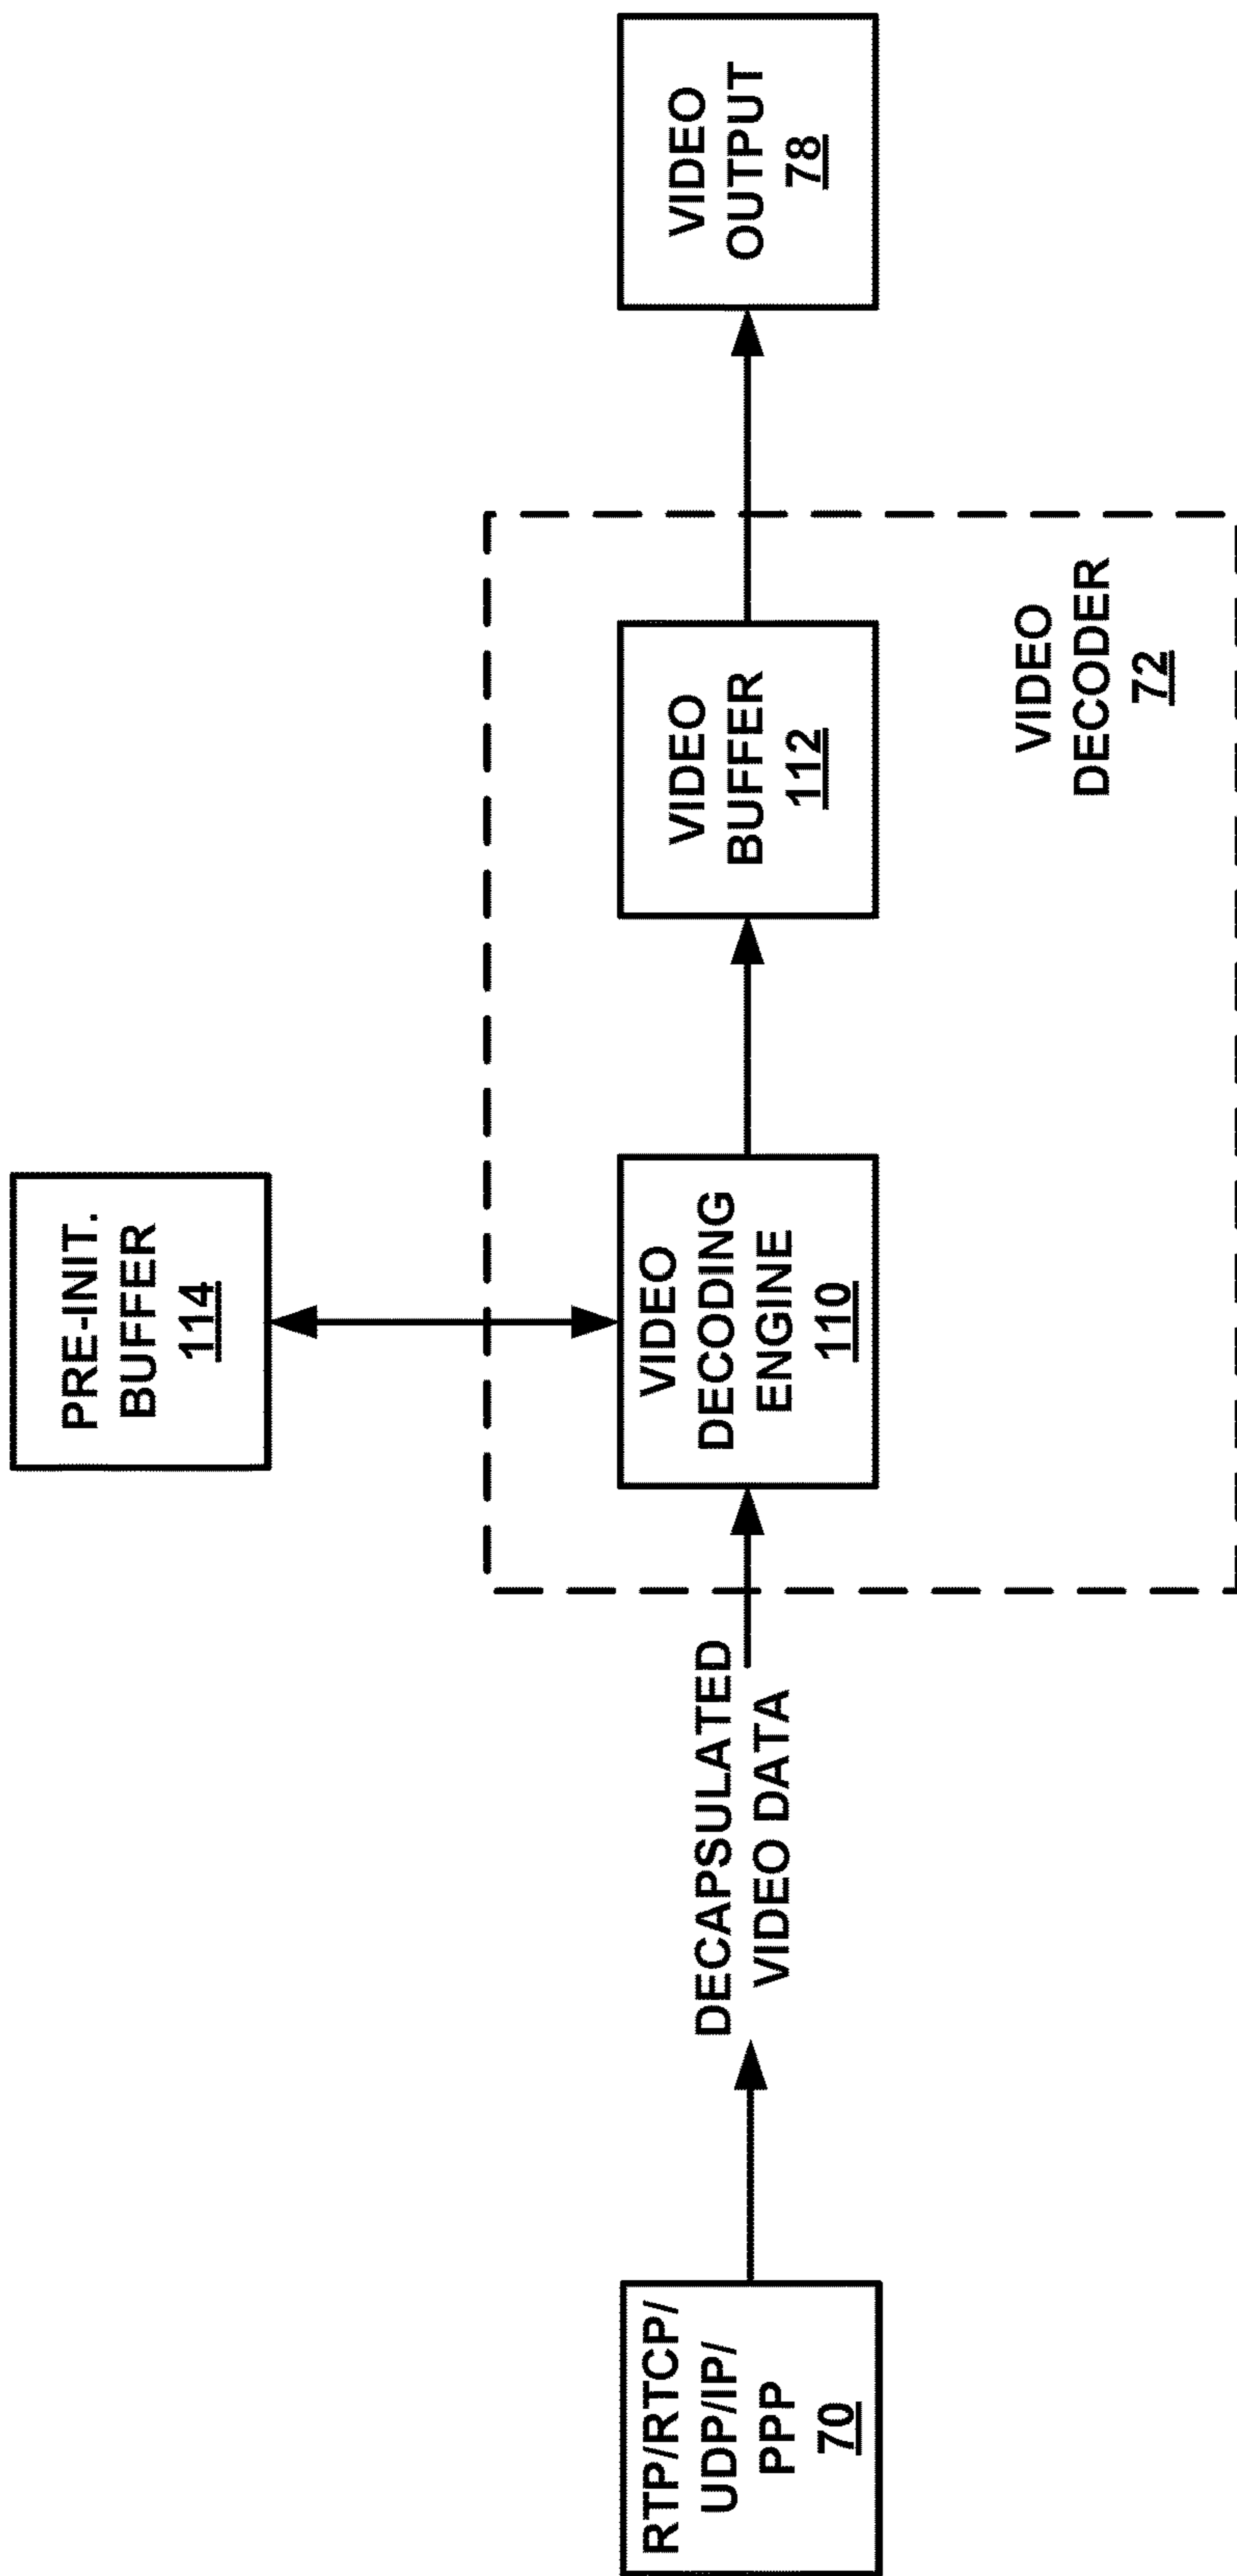 PRE-INIT.
BUFFER
114
RTP/RTCP/
UDP/IP/
PPP
70
DECAPSULATED
VIDEO DATA
VIDEO
DECODING
ENGINE
110
VIDEO
BUFFER
112
VIDEO
OUTPUT
78
VIDEO
DECODER
72